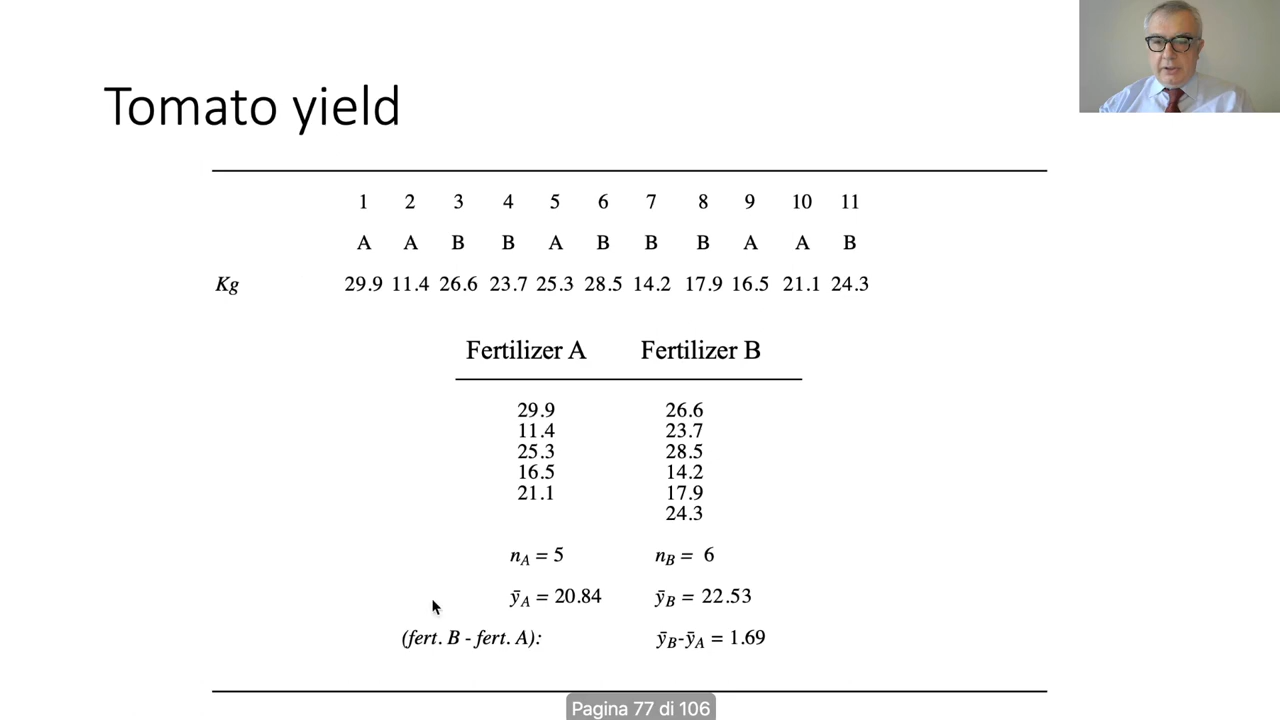 Tomato yield
1 2 3 4 5 6 7 8 9 10 11
A A B B A B B B A A B
Kg 29.9 11.4 26.6 23.7 25.3 28.5 14.2 17.9 16.5 21.1 24.3
Fertilizer A Fertilizer B
29.9 26.6
11.4 23.7
25.3 28.5
16.5 14.2
21.1 17.9
24.3
n_A = 5 n_B = 6
ȳ_A = 20.84 ȳ_B = 22.53
(fert. B - fert. A): ȳ_B-ȳ_A = 1.69
Pagina 77 di 106